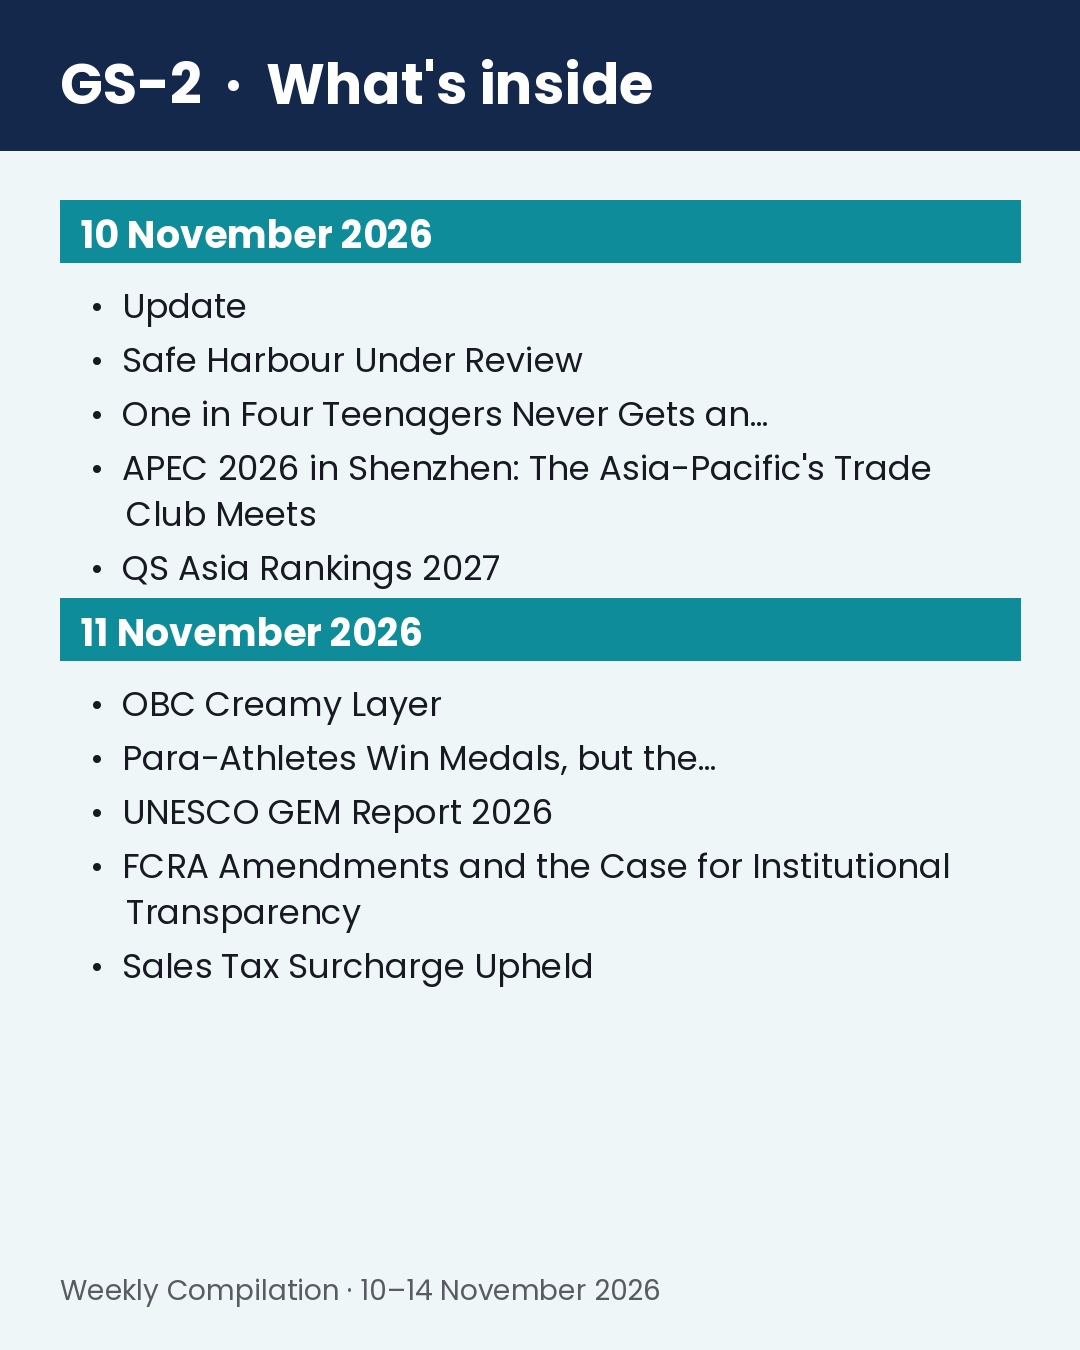 GS-2 · What's inside
10 November 2026
• Update
• Safe Harbour Under Review
• One in Four Teenagers Never Gets an…
• APEC 2026 in Shenzhen: The Asia-Pacific's Trade
Club Meets
• QS Asia Rankings 2027
11 November 2026
• OBC Creamy Layer
• Para-Athletes Win Medals, but the…
• UNESCO GEM Report 2026
• FCRA Amendments and the Case for Institutional
Transparency
• Sales Tax Surcharge Upheld
Weekly Compilation · 10–14 November 2026